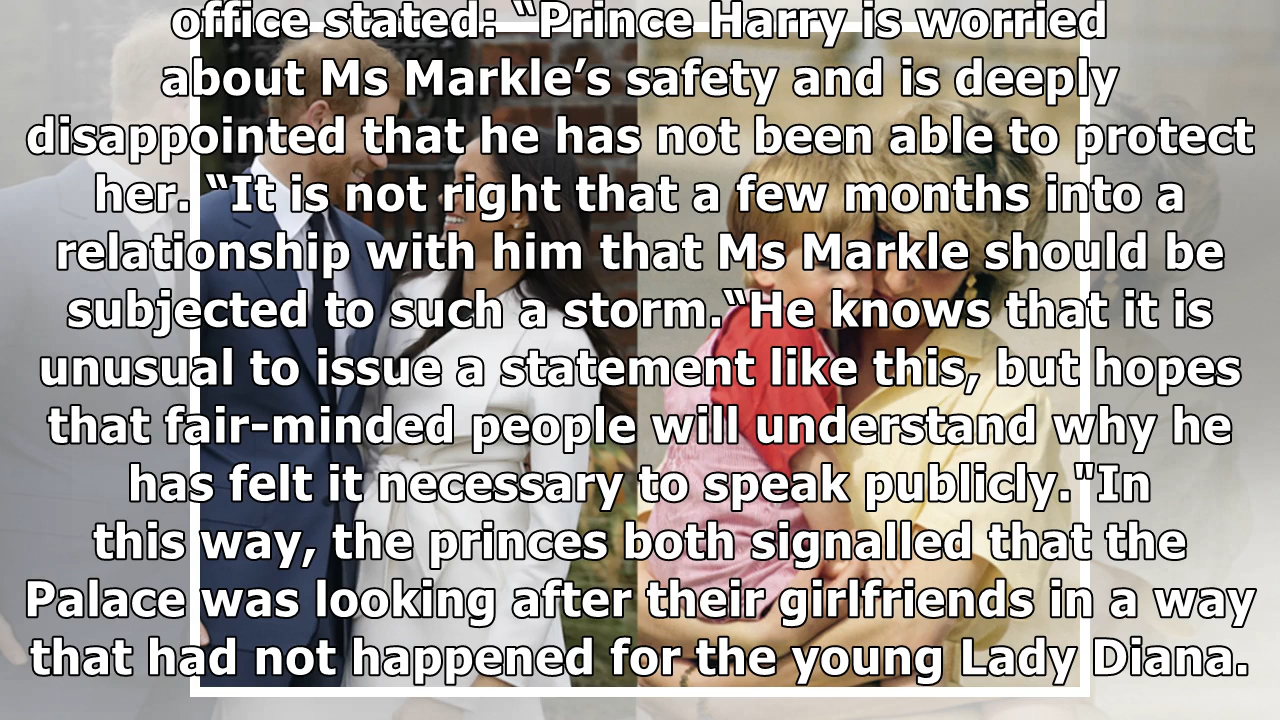 office stated: “Prince Harry is worried
about Ms Markle’s safety and is deeply
disappointed that he has not been able to protect
her. “It is not right that a few months into a
relationship with him that Ms Markle should be
subjected to such a storm.“He knows that it is
unusual to issue a statement like this, but hopes
that fair-minded people will understand why he
has felt it necessary to speak publicly."In
this way, the princes both signalled that the
Palace was looking after their girlfriends in a way
that had not happened for the young Lady Diana.